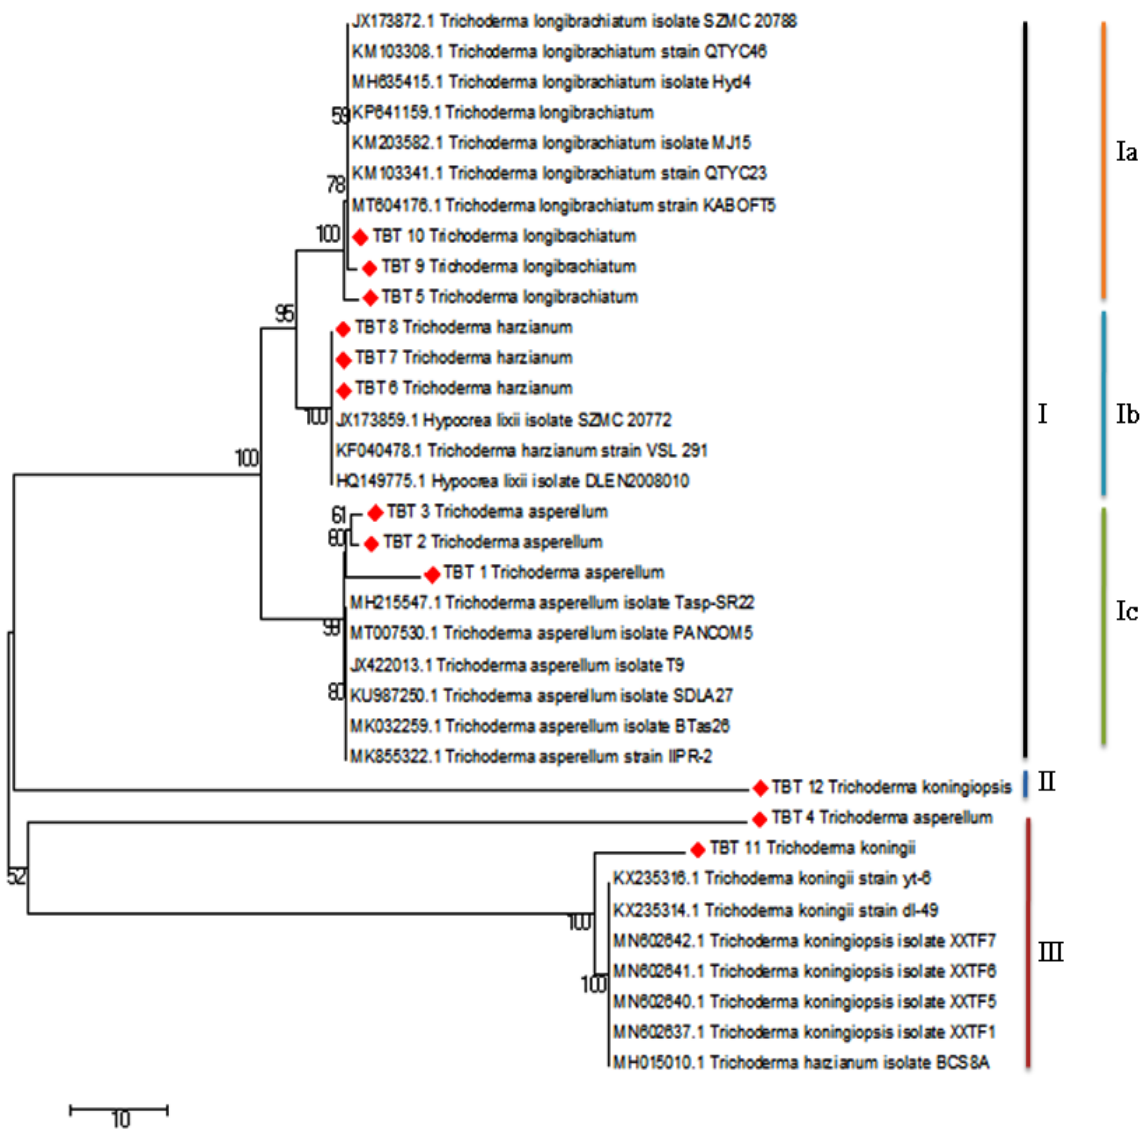 JX173872.1 Trichoderma longibrachiatum isolate SZMC 20788
KM103308.1 Trichoderma longibrachiatum strain QTYC46
MH635415.1 Trichoderma longibrachiatum isolate Hyd4
59
KP641159.1 Trichoderma longibrachiatum
KM203582.1 Trichoderma longibrachiatum isolate MJ15
Ia
KM103341.1 Trichoderma longibrachiatum strain QTYC23
78
MT604176.1 Trichoderma longibrachiatum strain KABOFT5
100
TBT 10 Trichoderma longibrachiatum
TBT 9 Trichoderma longibrachiatum
TBT 5 Trichoderma longibrachiatum
95
TBT 8 Trichoderma harzianum
TBT 7 Trichoderma harzianum
TBT 6 Trichoderma harzianum
100
JX173859.1 Hypocrea lixii isolate SZMC 20772
I
Ib
KF040478.1 Trichoderma harzianum strain VSL 291
100
HQ149775.1 Hypocrea lixii isolate DLEN2008010
61
TBT 3 Trichoderma asperellum
60
TBT 2 Trichoderma asperellum
TBT 1 Trichoderma asperellum
MH215547.1 Trichoderma asperellum isolate Tasp-SR22
Ic
99
MT007530.1 Trichoderma asperellum isolate PANCOM5
JX422013.1 Trichoderma asperellum isolate T9
80
KU987250.1 Trichoderma asperellum isolate SDLA27
MK032259.1 Trichoderma asperellum isolate BTas26
MK855322.1 Trichoderma asperellum strain IIPR-2
TBT 12 Trichoderma koningiopsis
II
TBT 4 Trichoderma asperellum
TBT 11 Trichoderma koningii
52
KX235316.1 Trichoderma koningii strain yt-6
KX235314.1 Trichoderma koningii strain dl-49
100
MN602642.1 Trichoderma koningiopsis isolate XXTF7
III
MN602641.1 Trichoderma koningiopsis isolate XXTF6
100
MN602640.1 Trichoderma koningiopsis isolate XXTF5
MN602637.1 Trichoderma koningiopsis isolate XXTF1
MH015010.1 Trichoderma harzianum isolate BCS8A
10